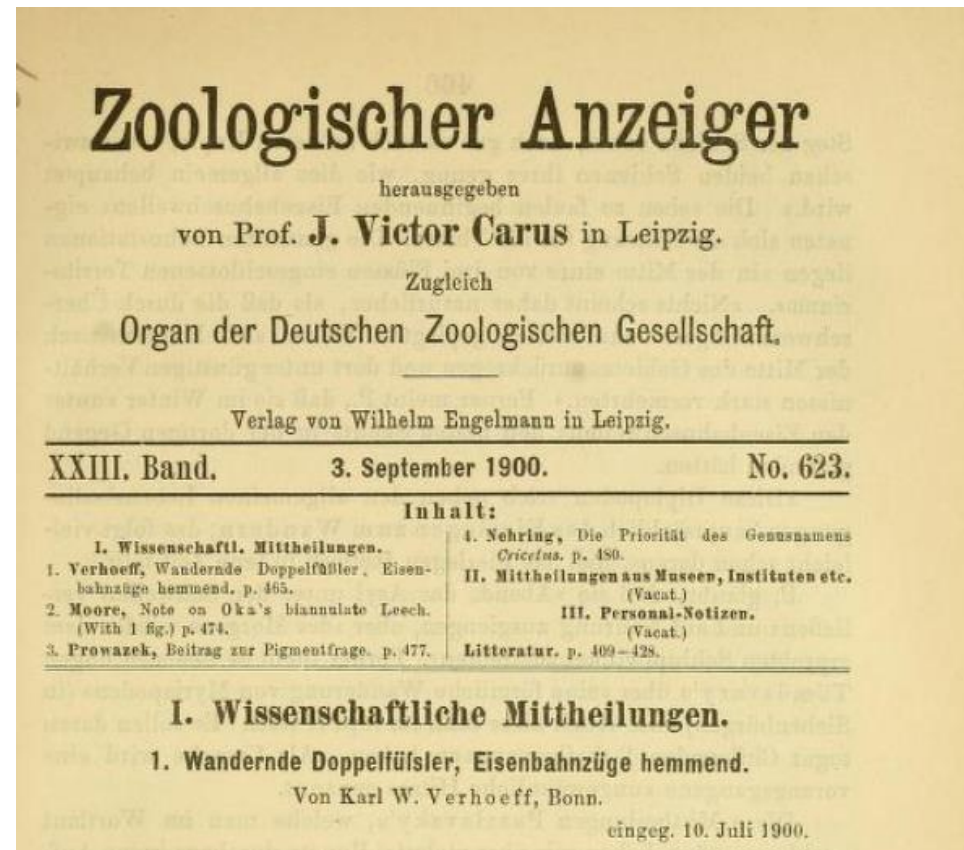 Zoologischer Anzeiger
herausgegeben
von Prof. J. Victor Carus in Leipzig.
Zugleich
Organ der Deutschen Zoologischen Gesellschaft.
Verlag von Wilhelm Engelmann in Leipzig.
XXIII. Band. 3. September 1900. No. 623.
Inhalt:
I. Wissenschaftl. Mittheilungen.
1. Verhoeff, Wandernde Doppelfüßler, Eisen-
bahnzüge hemmend. p. 465.
2. Moore, Note on Oka's biannulate Leech.
(With 1 fig.) p. 474.
3. Prowazek, Beitrag zur Pigmentfrage. p. 477.
4. Nehring, Die Priorität des Genusnamens
Cricetus. p. 480.
II. Mittheilungen aus Museen, Instituten etc.
(Vacat.)
III. Personal-Notizen.
(Vacat.)
Litteratur. p. 409—428.
I. Wissenschaftliche Mittheilungen.
1. Wandernde Doppelfüfsler, Eisenbahnzüge hemmend.
Von Karl W. Verhoeff, Bonn.
eingeg. 10. Juli 1900.